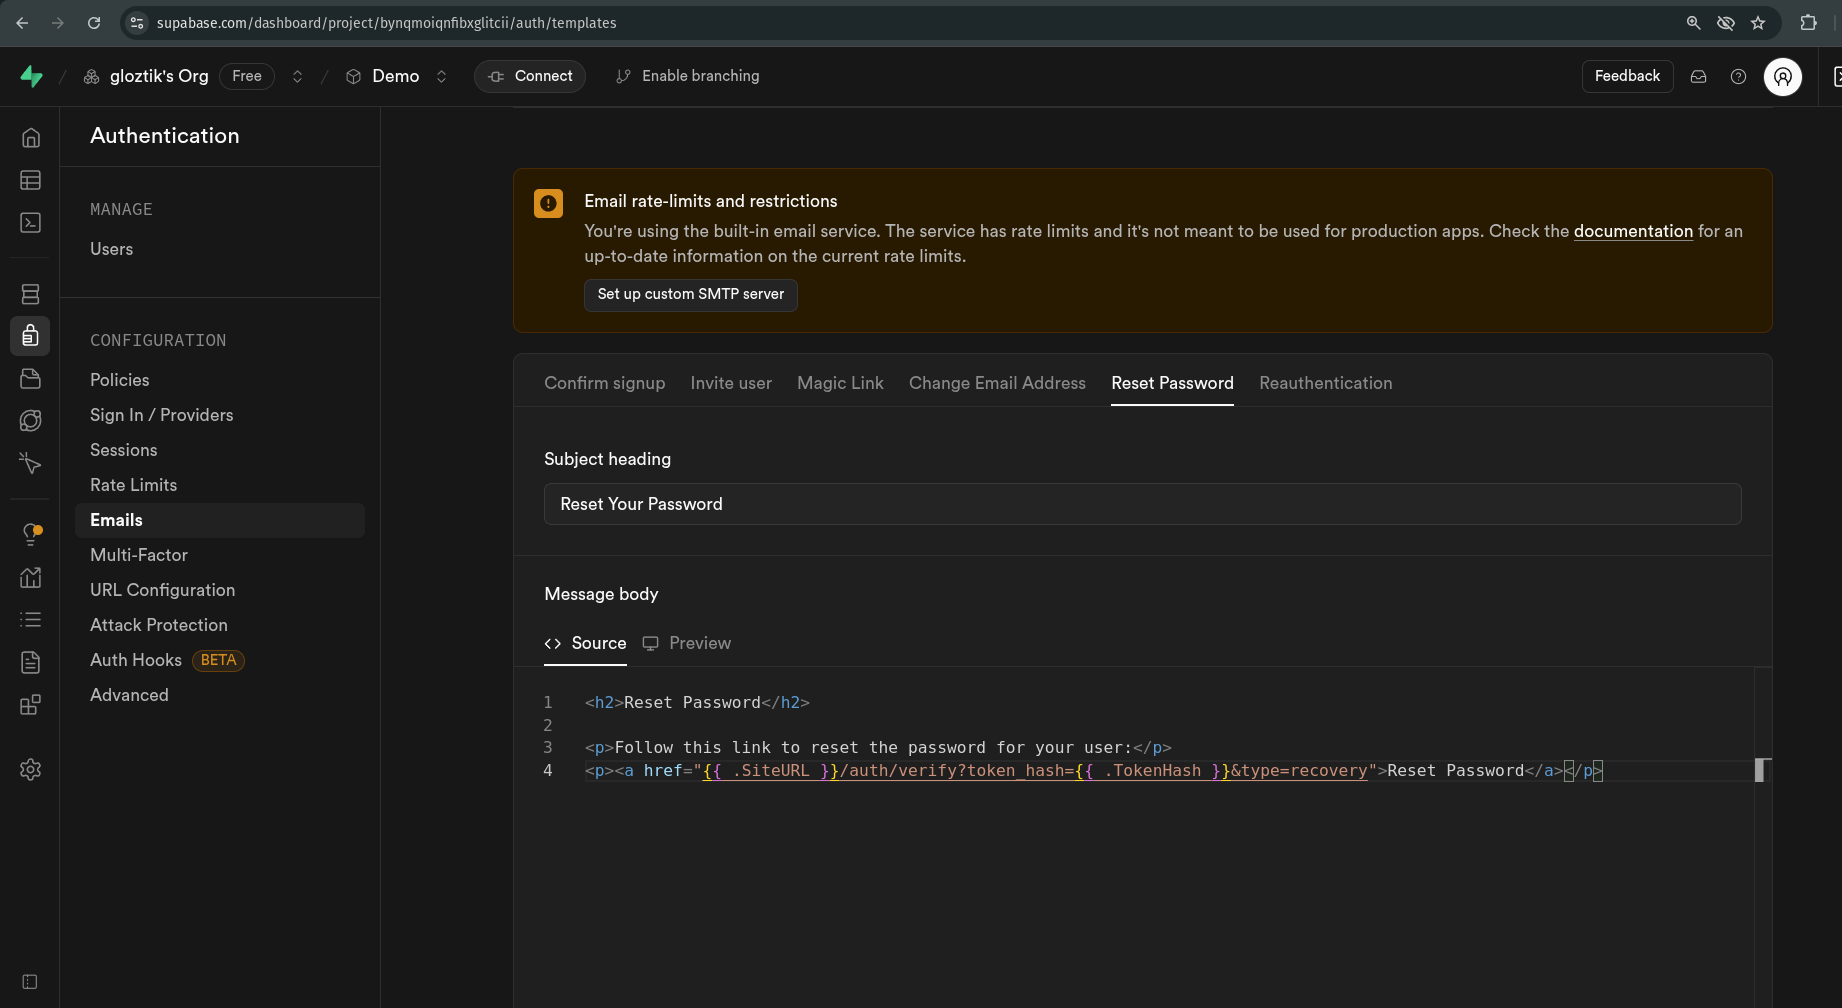 supabase.com/dashboard/project/bynqmoiqnfibxglitcii/auth/templates
gloztik's Org Free Demo Connect Enable branching Feedback
Authentication
MANAGE
Users
CONFIGURATION
Policies
Sign In / Providers
Sessions
Rate Limits
Emails
Multi-Factor
URL Configuration
Attack Protection
Auth Hooks BETA
Advanced
Email rate-limits and restrictions
You're using the built-in email service. The service has rate limits and it's not meant to be used for production apps. Check the documentation for an
up-to-date information on the current rate limits.
Set up custom SMTP server
Confirm signup Invite user Magic Link Change Email Address Reset Password Reauthentication
Subject heading
Reset Your Password
Message body
Source Preview
1 <h2>Reset Password</h2>
2
3 <p>Follow this link to reset the password for your user:</p>
4 <p><a href="{{ .SiteURL }}/auth/verify?token_hash={{ .TokenHash }}&type=recovery">Reset Password</a></p>